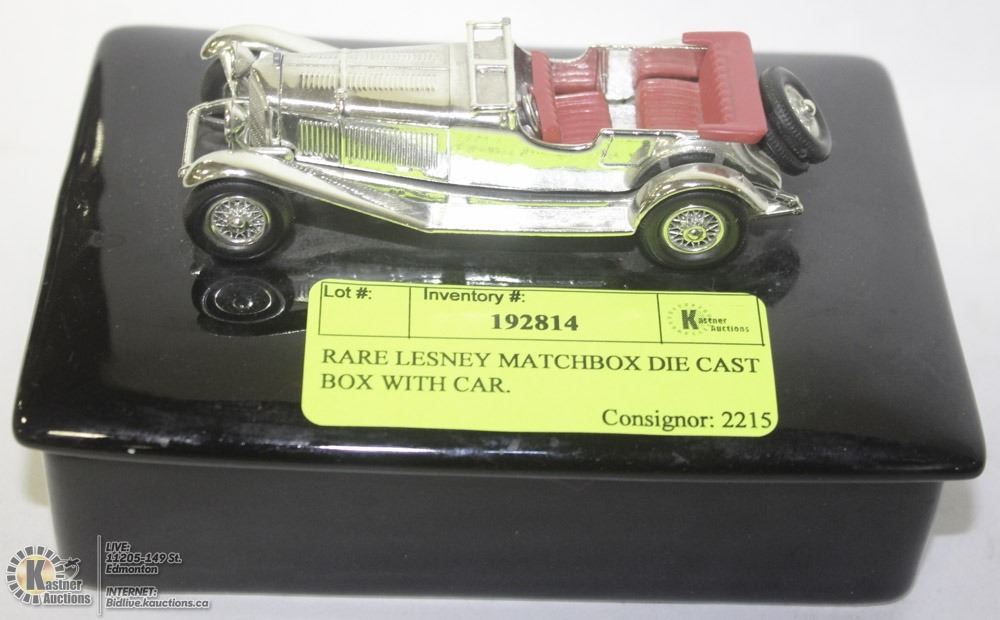 Lot #:
Inventory #:
192814
Kastner
Auctions
RARE LESNEY MATCHBOX DIE CAST
BOX WITH CAR.
Consignor: 2215
Kastner
Auctions
LIVE:
11205-149 St.
Edmonton
INTERNET:
Bidlive.kauctions.ca